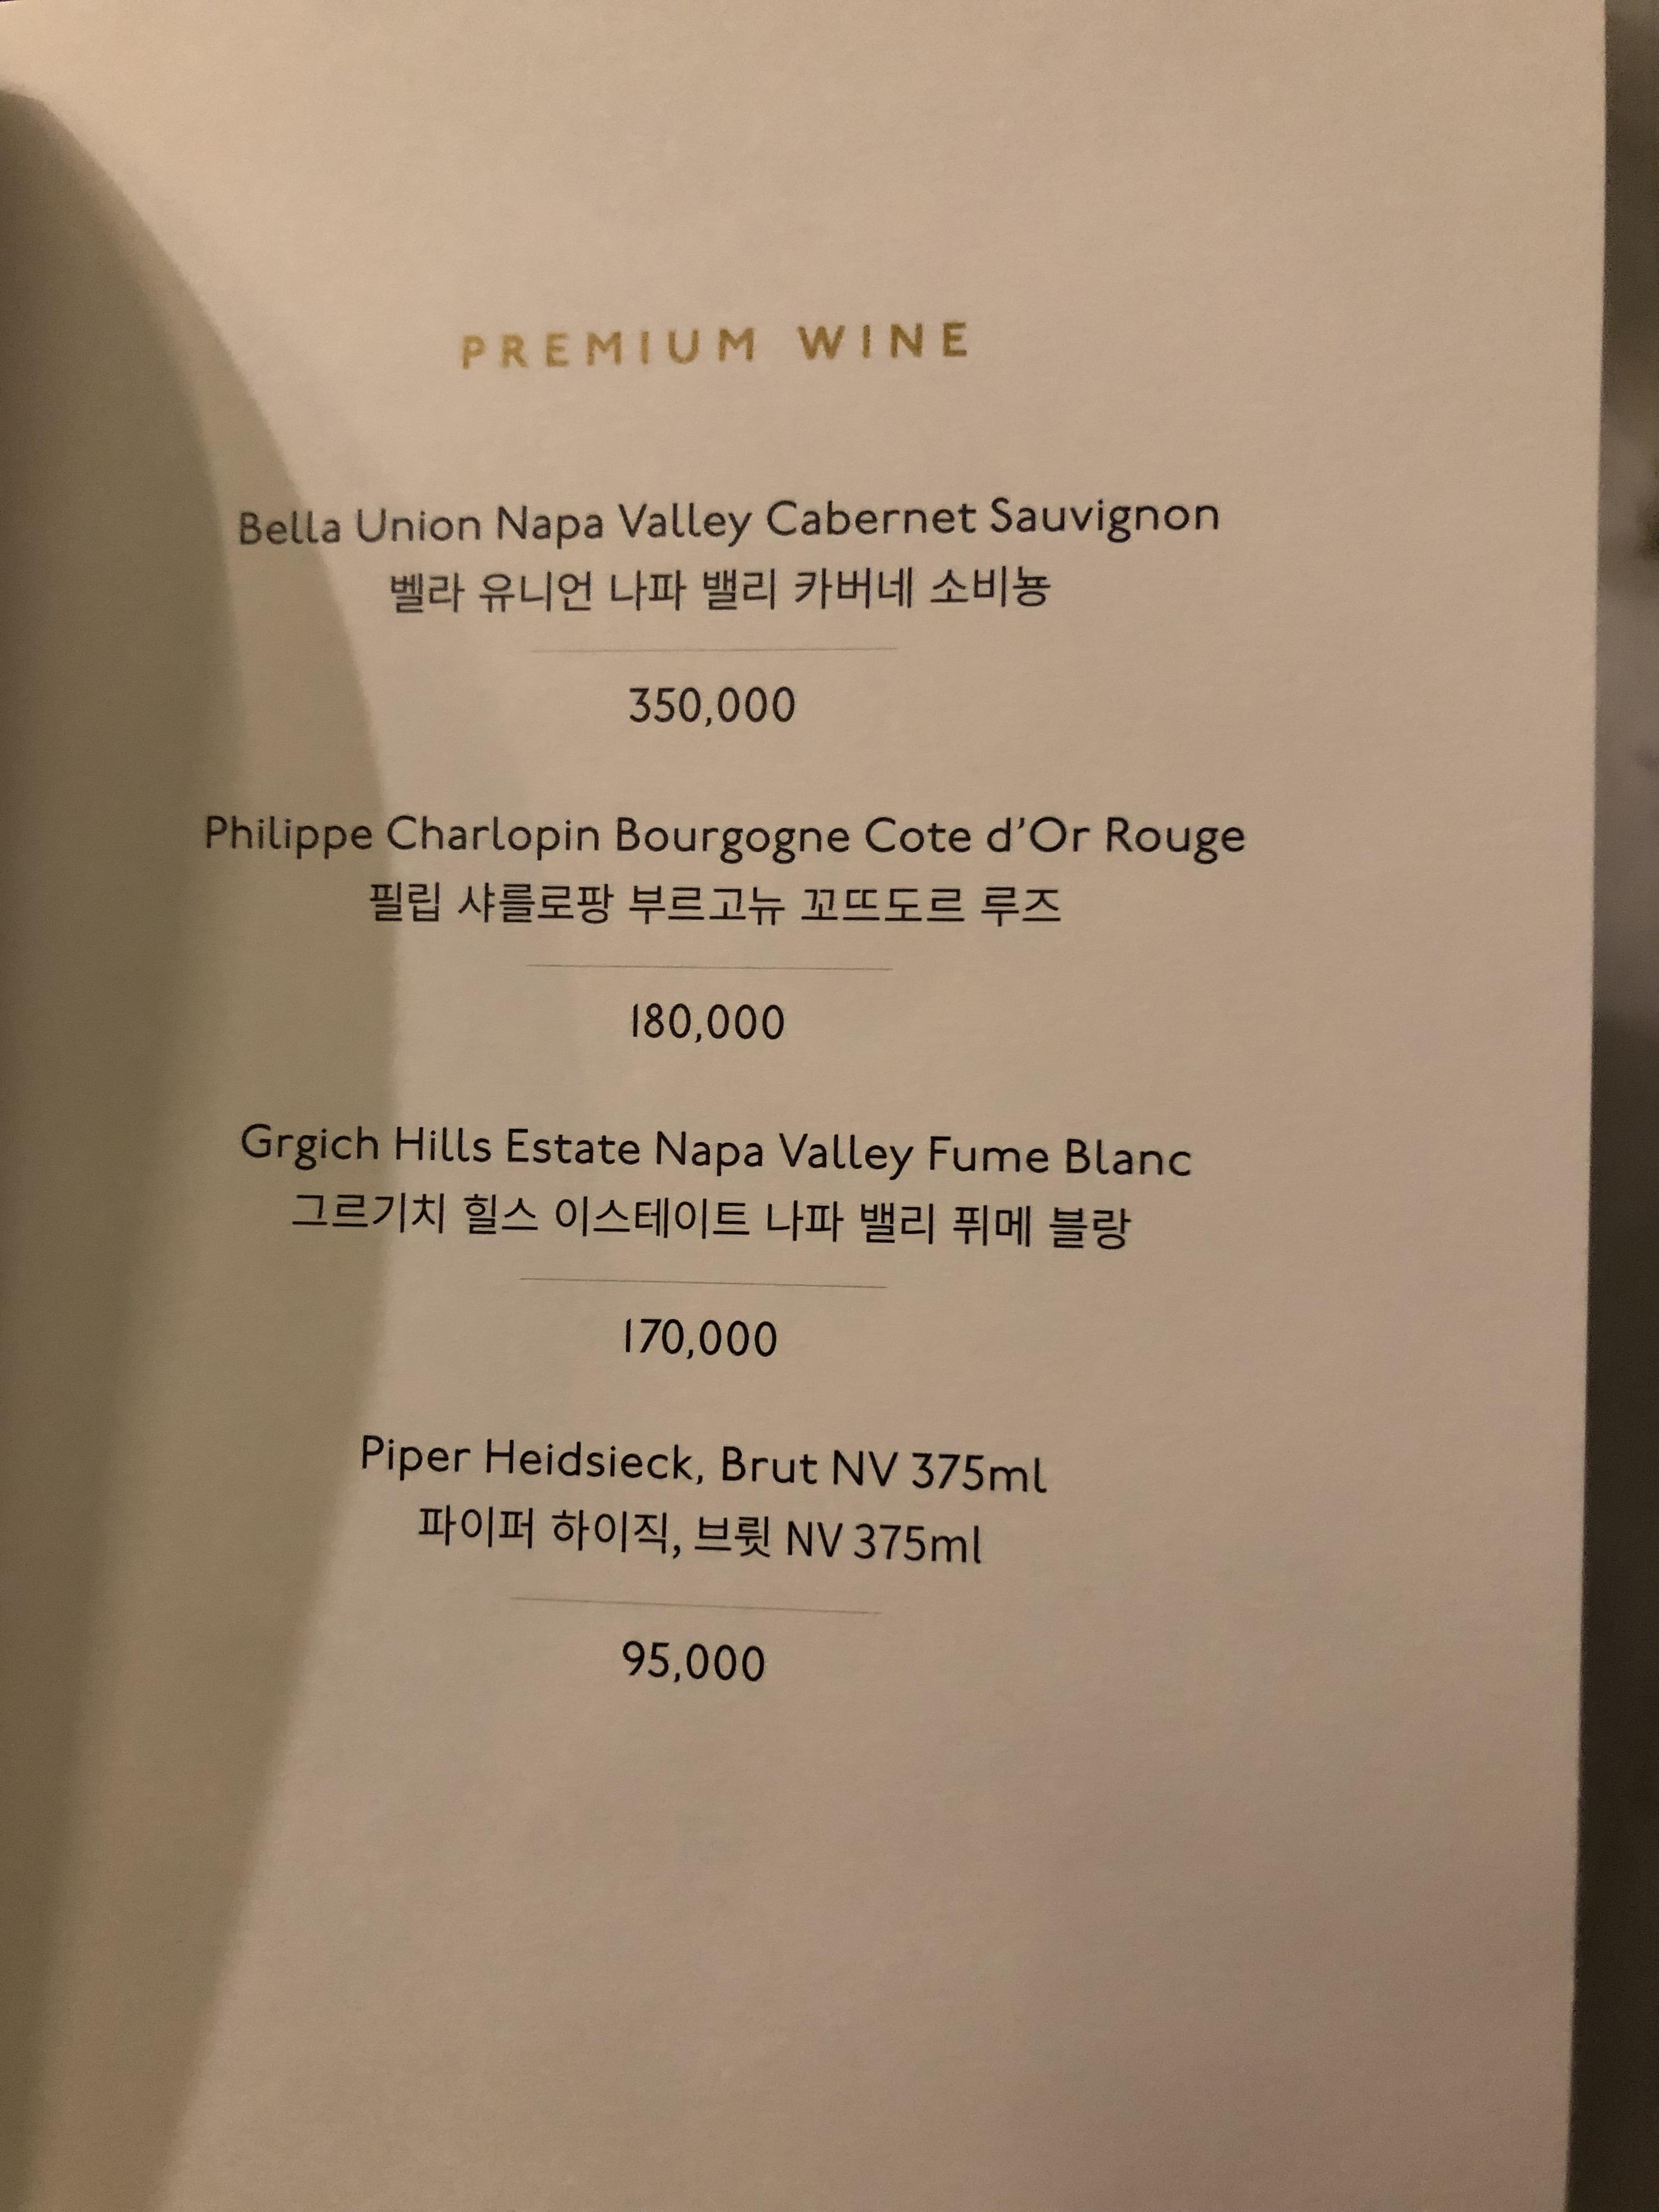 PREMIUM WINE
Bella Union Napa Valley Cabernet Sauvignon
벨라 유니언 나파 밸리 카버네 소비뇽
350,000
Philippe Charlopin Bourgogne Cote d'Or Rouge
필립 샤를로팡 부르고뉴 꼬뜨도르 루즈
180,000
Grgich Hills Estate Napa Valley Fume Blanc
그르기치 힐스 이스테이트 나파 밸리 퓌메 블랑
170,000
Piper Heidsieck, Brut NV 375ml
파이퍼 하이직, 브륏 NV 375ml
95,000